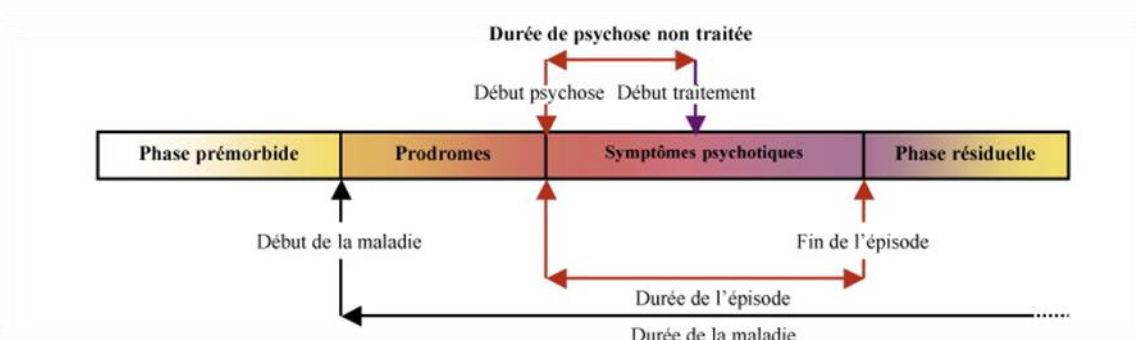 Durée de psychose non traitée
Début psychose Début traitement
Phase prémorbide Prodromes Symptômes psychotiques Phase résiduelle
Début de la maladie Fin de l'épisode
Durée de l'épisode
Durée de la maladie